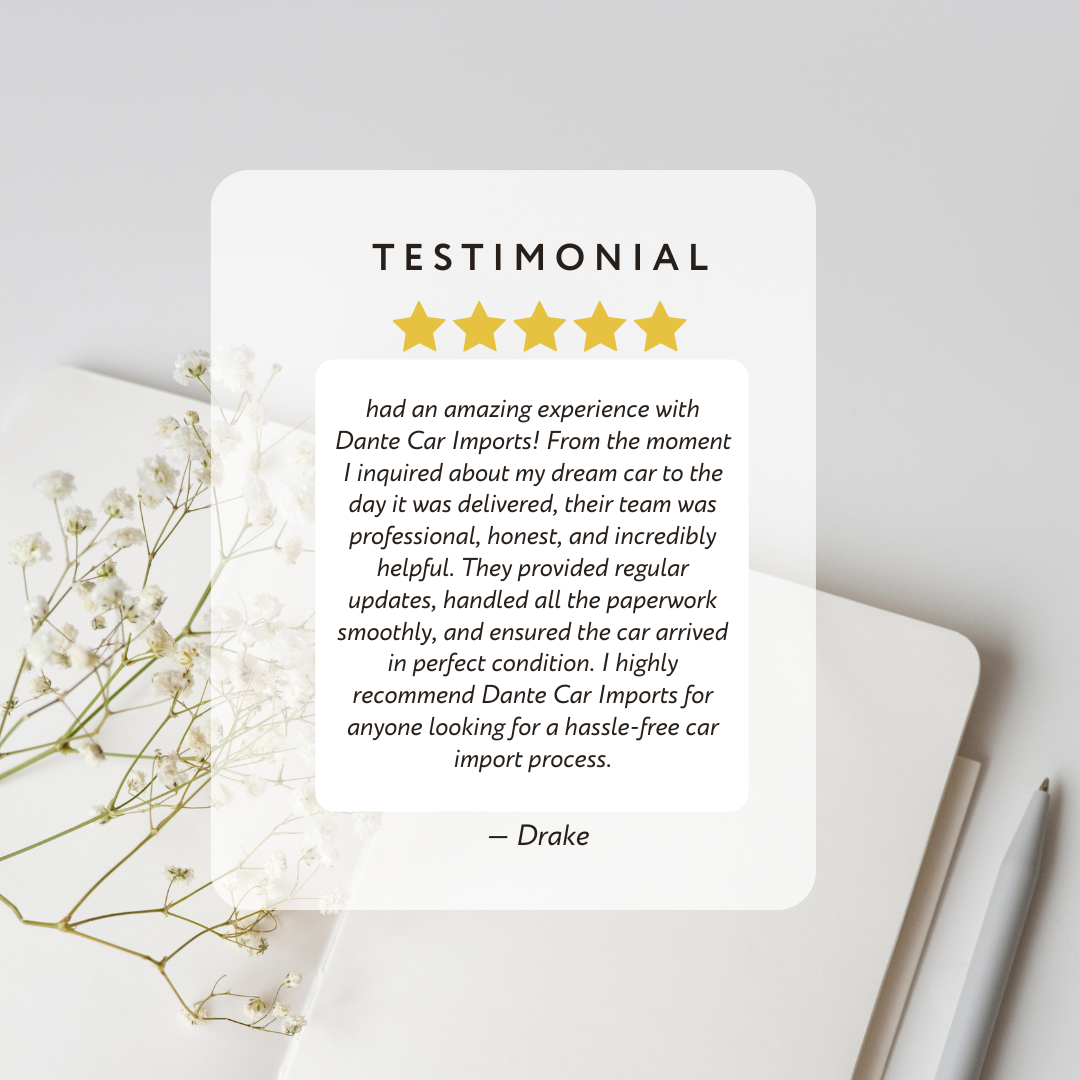 TESTIMONIAL
had an amazing experience with
Dante Car Imports! From the moment
I inquired about my dream car to the
day it was delivered, their team was
professional, honest, and incredibly
helpful. They provided regular
updates, handled all the paperwork
smoothly, and ensured the car arrived
in perfect condition. I highly
recommend Dante Car Imports for
anyone looking for a hassle-free car
import process.
– Drake